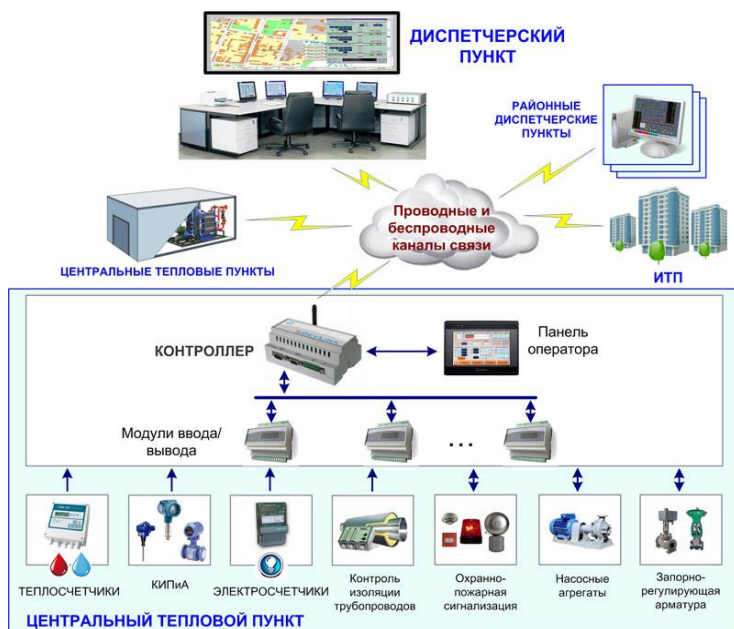 ДИСПЕТЧЕРСКИЙ
ПУНКТ
РАЙОННЫЕ
ДИСПЕТЧЕРСКИЕ
ПУНКТЫ
Проводные и
беспроводные
каналы связи
ЦЕНТРАЛЬНЫЕ ТЕПЛОВЫЕ ПУНКТЫ
ИТП
КОНТРОЛЛЕР
Панель
оператора
Модули ввода/
вывода
...
ТЕПЛОСЧЕТЧИКИ
КИПиА
ЭЛЕКТРОСЧЕТЧИКИ
Контроль
изоляции
трубопроводов
Охранно-
пожарная
сигнализация
Насосные
агрегаты
Запорно-
регулирующая
арматура
ЦЕНТРАЛЬНЫЙ ТЕПЛОВОЙ ПУНКТ